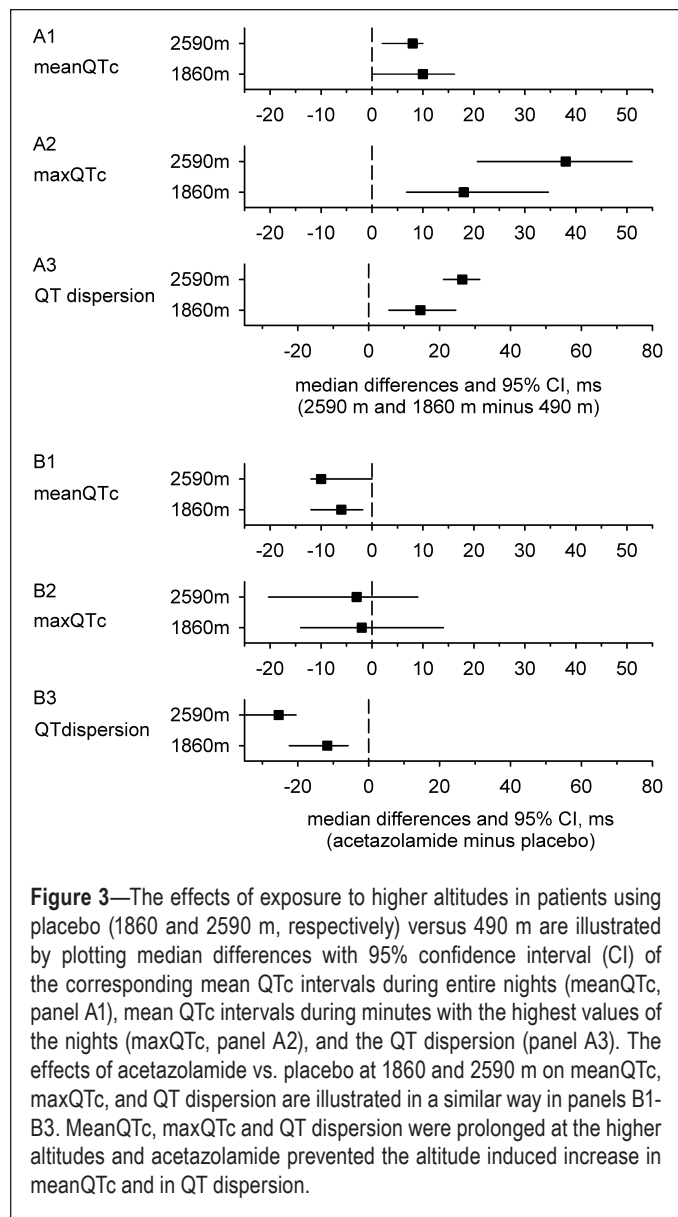 A1
meanQTc
2590m
1860m
-20 -10 0 10 20 30 40 50
A2
maxQTc
2590m
1860m
-20 -10 0 10 20 30 40 50
A3
QT dispersion
2590m
1860m
-20 0 20 40 60 80
median differences and 95% CI, ms
(2590 m and 1860 m minus 490 m)
B1
meanQTc
2590m
1860m
-20 -10 0 10 20 30 40 50
B2
maxQTc
2590m
1860m
-20 -10 0 10 20 30 40 50
B3
QTdispersion
2590m
1860m
-20 0 20 40 60 80
median differences and 95% CI, ms
(acetazolamide minus placebo)
Figure 3—The effects of exposure to higher altitudes in patients using
placebo (1860 and 2590 m, respectively) versus 490 m are illustrated
by plotting median differences with 95% confidence interval (CI) of
the corresponding mean QTc intervals during entire nights (meanQTc,
panel A1), mean QTc intervals during minutes with the highest values of
the nights (maxQTc, panel A2), and the QT dispersion (panel A3). The
effects of acetazolamide vs. placebo at 1860 and 2590 m on meanQTc,
maxQTc, and QT dispersion are illustrated in a similar way in panels B1-
B3. MeanQTc, maxQTc and QT dispersion were prolonged at the higher
altitudes and acetazolamide prevented the altitude induced increase in
meanQTc and in QT dispersion.